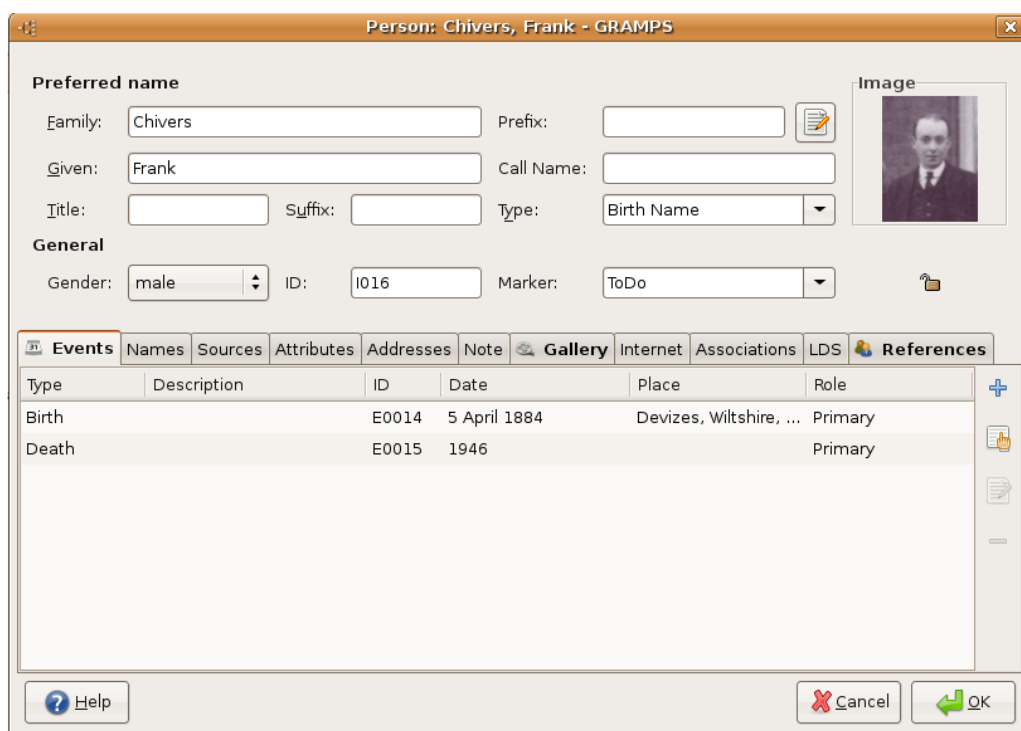 Person: Chivers, Frank - GRAMPS
Preferred name
Image
Family: Chivers Prefix:
Given: Frank Call Name:
Title: Suffix: Type: Birth Name
General
Gender: male ID: I016 Marker: ToDo
31 Events Names Sources Attributes Addresses Note Gallery Internet Associations LDS References
Type Description ID Date Place Role
Birth E0014 5 April 1884 Devizes, Wiltshire, ... Primary
Death E0015 1946 Primary
? Help Cancel OK